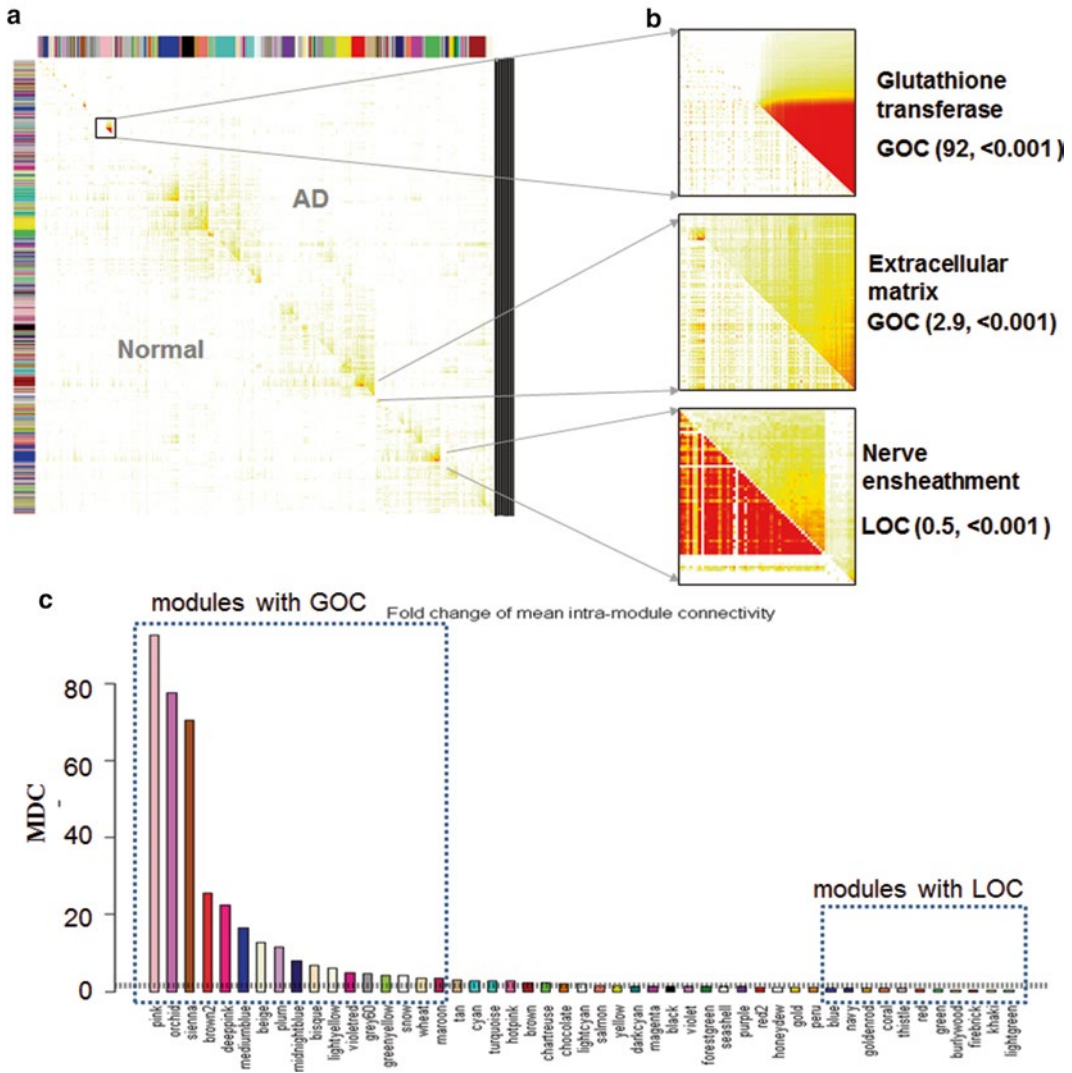 a
b
AD
Normal
Glutathione
transferase
GOC (92, <0.001 )
Extracellular
matrix
GOC (2.9, <0.001)
Nerve
ensheathment
LOC (0.5, <0.001 )
c
modules with GOC
Fold change of mean intra-module connectivity
modules with LOC
MDC
80
60
40
20
0
pink
orchid
sienna
brown2
deeppink
mediumblue
beige
plum
midnightblue
bisque
lightyellow
violetred
grey60
greenyellow
snow
wheat
maroon
tan
cyan
turquoise
hotpink
brown
chartreuse
chocolate
lightcyan
salmon
yellow
darkcyan
magenta
black
violet
forestgreen
seashell
purple
red2
honeydew
gold
peru
blue
navy
goldenrod
coral
thistle
red
green
burlywood
firebrick
khaki
lightgreen